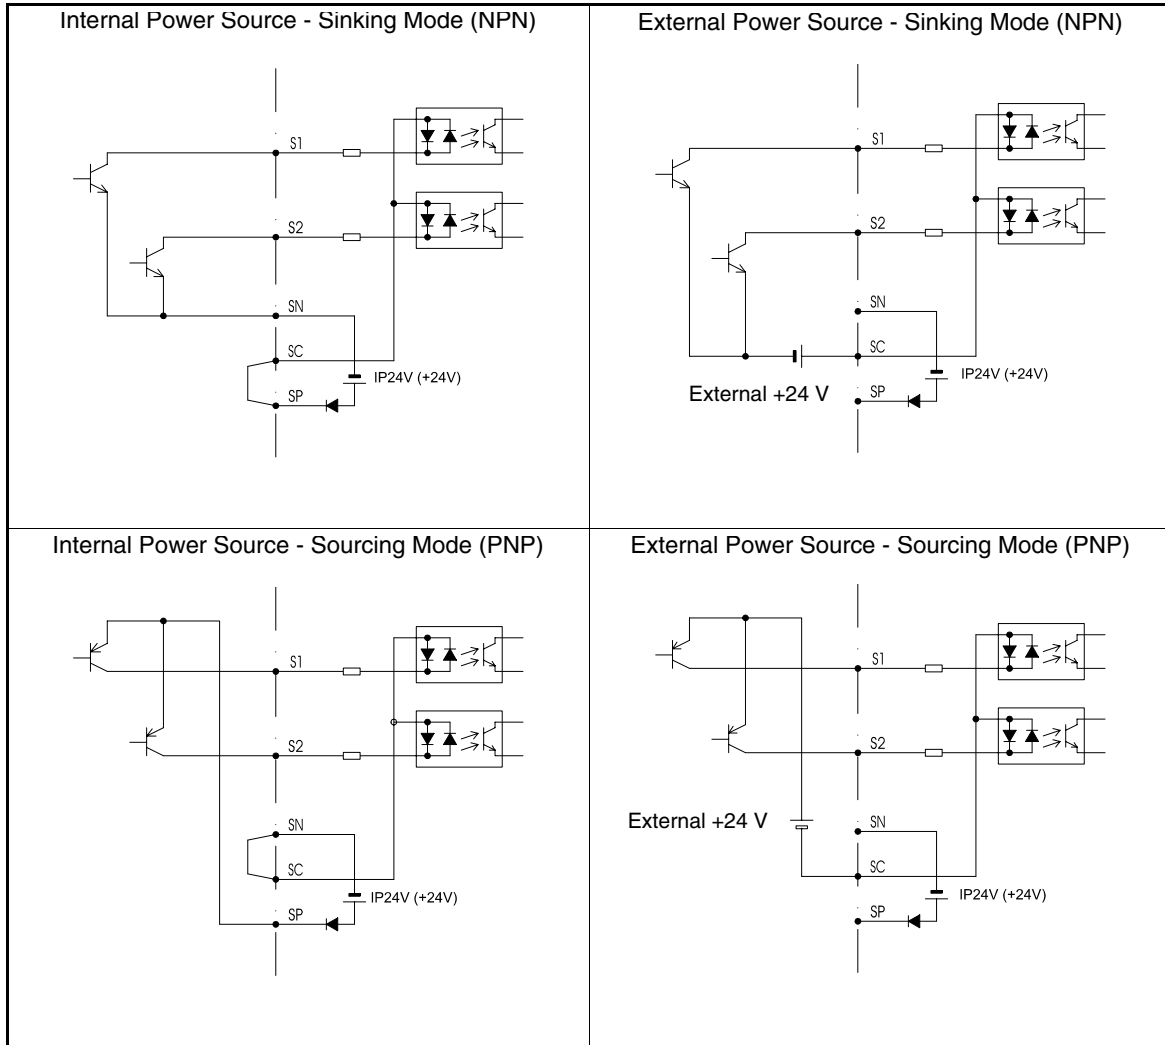 Internal Power Source - Sinking Mode (NPN)
S1
S2
SN
SC
IP24V (+24V)
SP
External Power Source - Sinking Mode (NPN)
S1
S2
SN
SC
IP24V (+24V)
External +24 V
SP
Internal Power Source - Sourcing Mode (PNP)
S1
S2
SN
SC
IP24V (+24V)
SP
External Power Source - Sourcing Mode (PNP)
S1
S2
External +24 V
SN
SC
IP24V (+24V)
SP